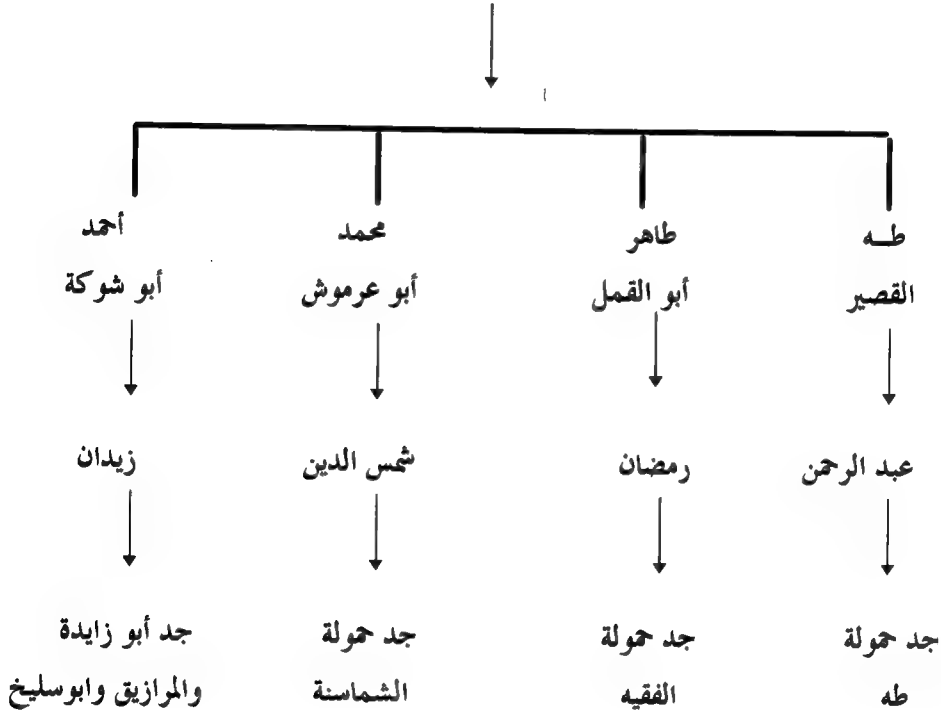 طــه
القصير
طاهر
أبو القمل
محمد
أبو عرموش
أحمد
أبو شوكة
عبد الرحمن
رمضان
شمس الدين
زيدان
جد حمولة
طه
جد حمولة
الفقيه
جد حمولة
الشماسنة
جد أبو زايدة
والمرازيق وابوسليخ